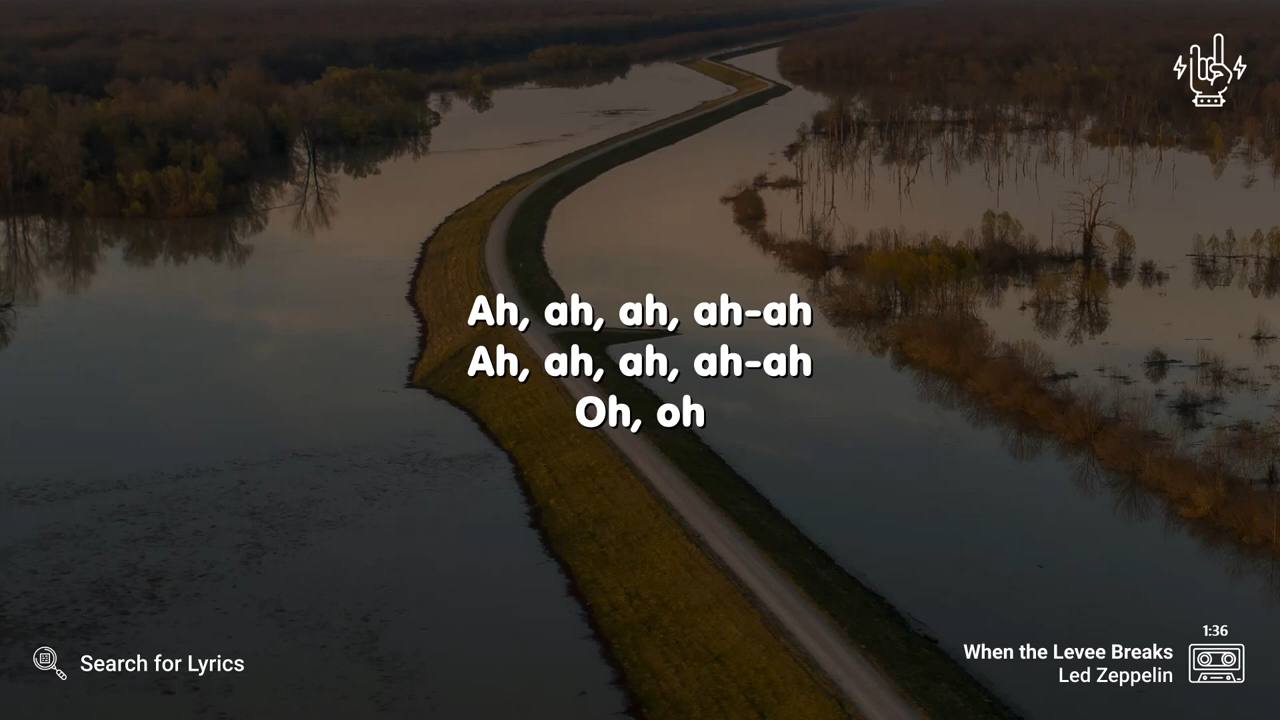 Ah, ah, ah, ah-ah
Ah, ah, ah, ah-ah
Oh, oh
Search for Lyrics
1:36
When the Levee Breaks
Led Zeppelin